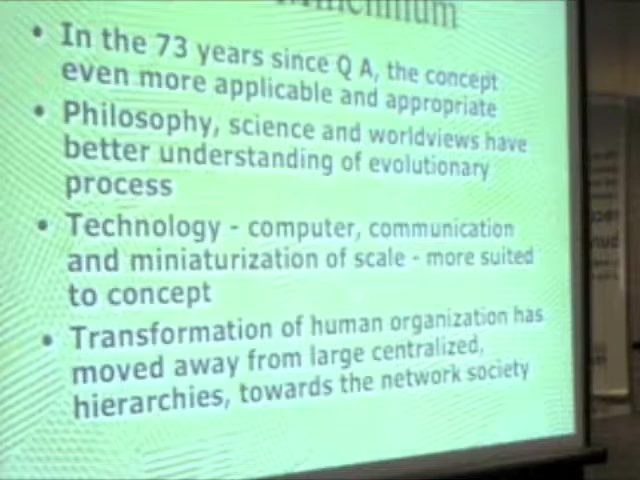 Millennium
• In the 73 years since Q A, the concept
even more applicable and appropriate
• Philosophy, science and worldviews have
better understanding of evolutionary
process
• Technology - computer, communication
and miniaturization of scale - more suited
to concept
• Transformation of human organization has
moved away from large centralized,
hierarchies, towards the network society